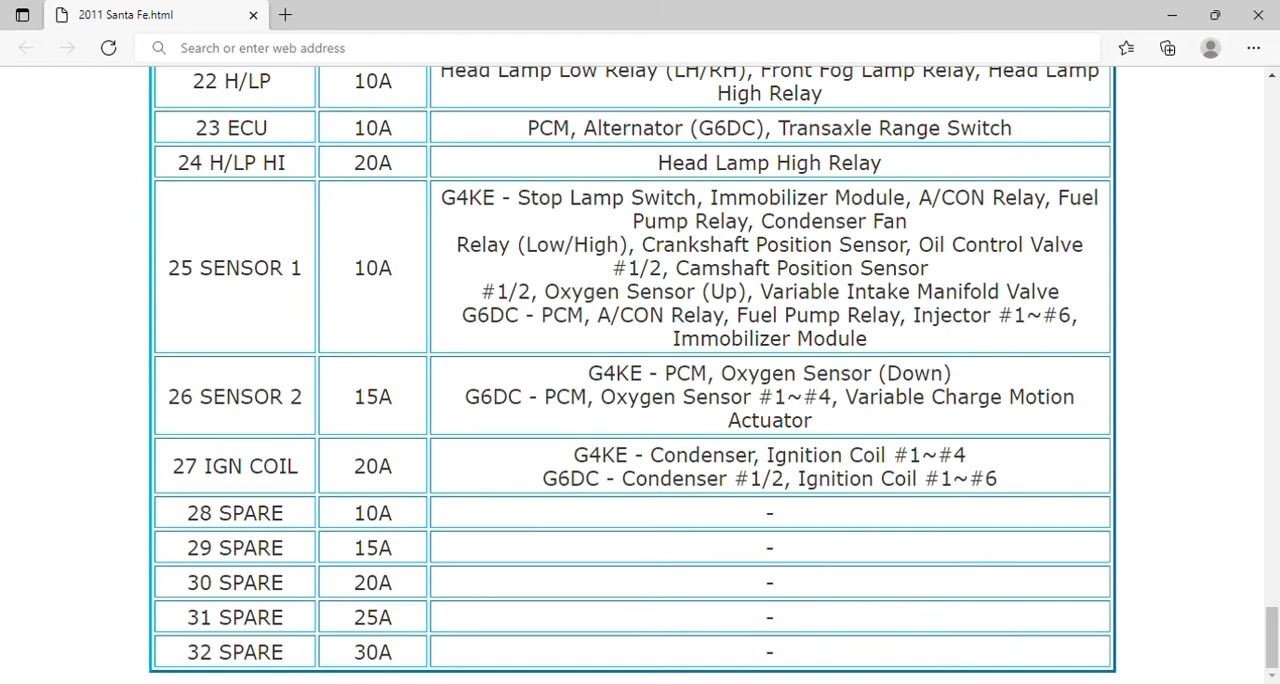 2011 Santa Fe.html
Search or enter web address
22 H/LP 10A Head Lamp Low Relay (LH/RH), Front Fog Lamp Relay, Head Lamp
High Relay
23 ECU 10A PCM, Alternator (G6DC), Transaxle Range Switch
24 H/LP HI 20A Head Lamp High Relay
25 SENSOR 1 10A G4KE - Stop Lamp Switch, Immobilizer Module, A/CON Relay, Fuel
Pump Relay, Condenser Fan
Relay (Low/High), Crankshaft Position Sensor, Oil Control Valve
#1/2, Camshaft Position Sensor
#1/2, Oxygen Sensor (Up), Variable Intake Manifold Valve
G6DC - PCM, A/CON Relay, Fuel Pump Relay, Injector #1~#6,
Immobilizer Module
26 SENSOR 2 15A G4KE - PCM, Oxygen Sensor (Down)
G6DC - PCM, Oxygen Sensor #1~#4, Variable Charge Motion
Actuator
27 IGN COIL 20A G4KE - Condenser, Ignition Coil #1~#4
G6DC - Condenser #1/2, Ignition Coil #1~#6
28 SPARE 10A -
29 SPARE 15A -
30 SPARE 20A -
31 SPARE 25A -
32 SPARE 30A -